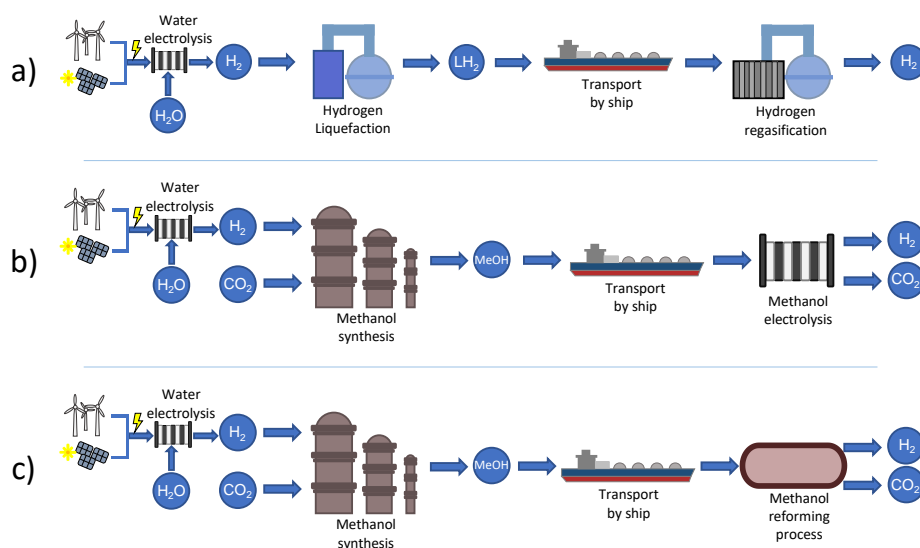 a)
Water
electrolysis
H₂
H₂O
Hydrogen
Liquefaction
LH₂
Transport
by ship
Hydrogen
regasification
H₂
b)
Water
electrolysis
H₂
H₂O
CO₂
Methanol
synthesis
MeOH
Transport
by ship
Methanol
electrolysis
H₂
CO₂
c)
Water
electrolysis
H₂
H₂O
CO₂
Methanol
synthesis
MeOH
Transport
by ship
Methanol
reforming
process
H₂
CO₂